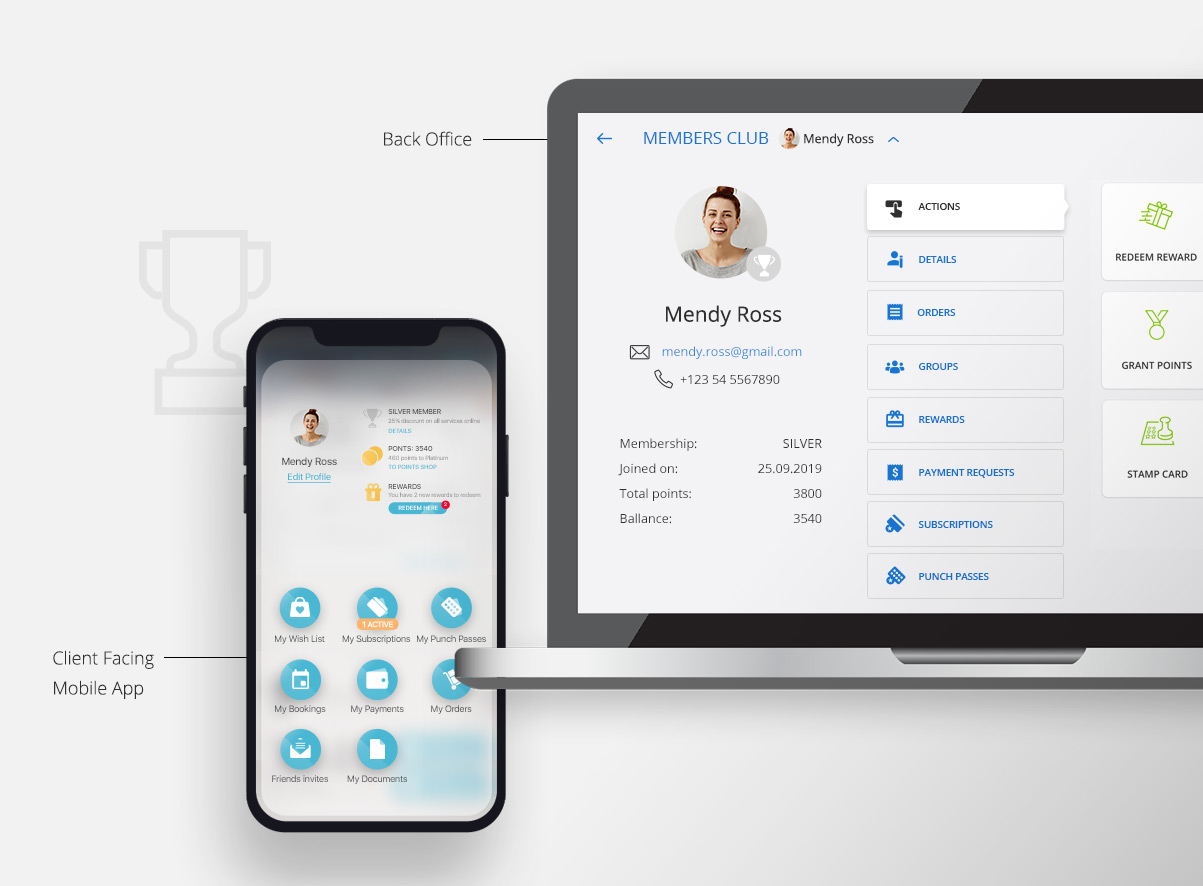 Back Office
MEMBERS CLUB
Mendy Ross
Mendy Ross
mendy.ross@gmail.com
+123 54 5567890
Membership: SILVER
Joined on: 25.09.2019
Total points: 3800
Ballance: 3540
ACTIONS
DETAILS
ORDERS
GROUPS
REWARDS
PAYMENT REQUESTS
SUBSCRIPTIONS
PUNCH PASSES
REDEEM REWARD
GRANT POINTS
STAMP CARD
Client Facing
Mobile App
Mendy Ross
Edit Profile
SILVER MEMBER
25% discount on all services online
DETAILS
PONTS: 3540
460 points to Platinum
TO POINTS SHOP
REWARDS
You have 2 new rewards to redeem
REDEEM HERE
2
My Wish List
1 ACTIVE
My Subscriptions
My Punch Passes
My Bookings
My Payments
My Orders
Friends invites
My Documents